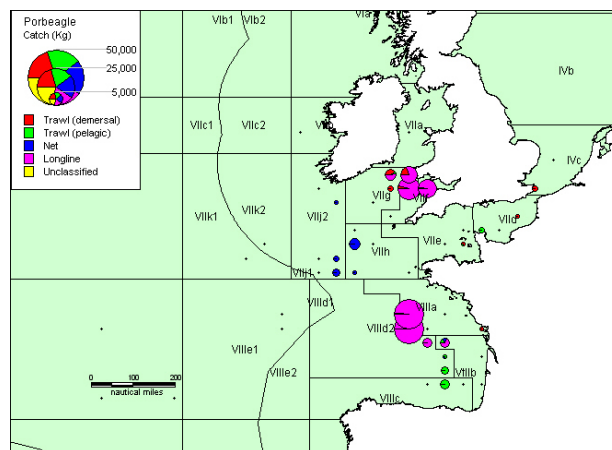 Porbeagle
Catch (Kg)
50,000
25,000
5,000
Trawl (demersal)
Trawl (pelagic)
Net
Longline
Unclassified
VIb1
VIb2
VIa
IVb
VIIc1
VIIc2
VIIa
IVc
VIIg
VIId
VIIk1
VIIk2
VIIj2
VIIe
VIIh
VIIj1
VIIId1
VIIIa
VIIId2
VIIIe1
VIIIe2
VIIIb
VIIIc
0
100
200
nautical miles